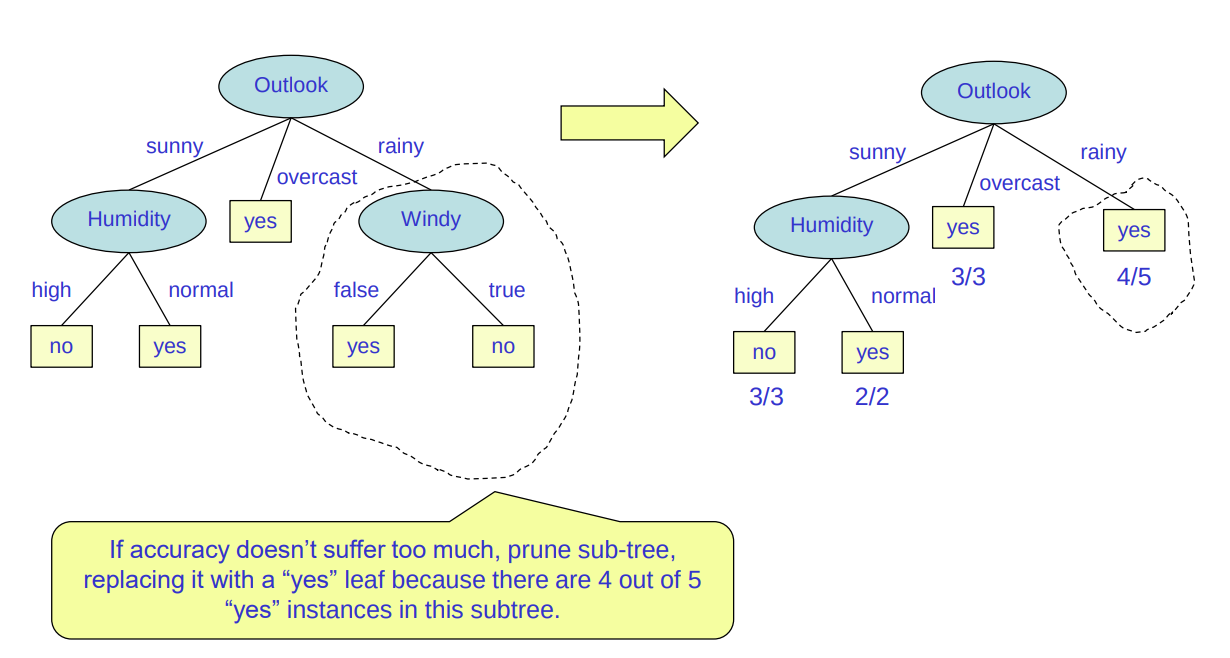 Outlook
sunny
overcast
rainy
Humidity
yes
Windy
high
normal
false
true
no
yes
yes
no
Outlook
sunny
overcast
rainy
Humidity
yes
yes
3/3
4/5
high
normal
no
yes
3/3
2/2
If accuracy doesn’t suffer too much, prune sub-tree,
replacing it with a “yes” leaf because there are 4 out of 5
“yes” instances in this subtree.